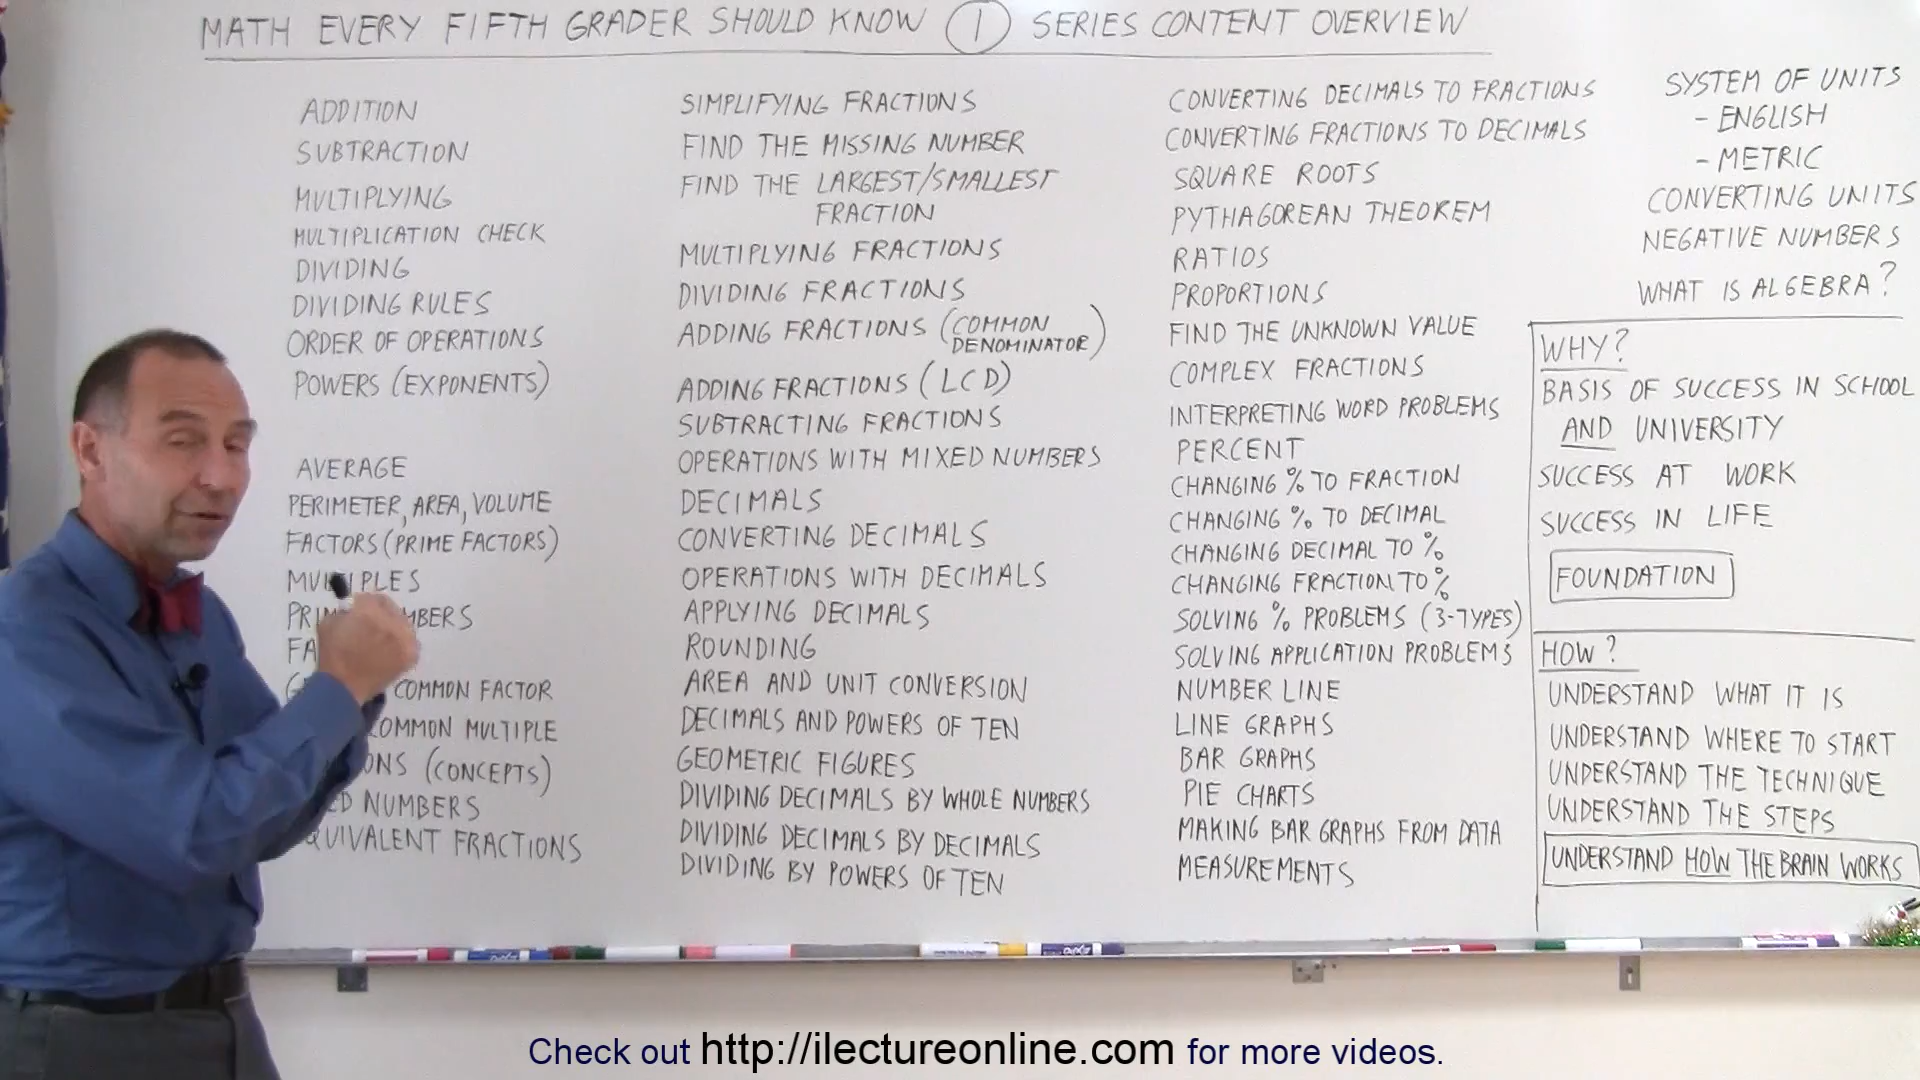 MATH EVERY FIFTH GRADER SHOULD KNOW 1 SERIES CONTENT OVERVIEW
ADDITION
SUBTRACTION
MULTIPLYING
MULTIPLICATION CHECK
DIVIDING
DIVIDING RULES
ORDER OF OPERATIONS
POWERS (EXPONENTS)
AVERAGE
PERIMETER, AREA, VOLUME
FACTORS (PRIME FACTORS)
MULTIPLES
COMMON FACTOR
COMMON MULTIPLE
(CONCEPTS)
NUMBERS
EQUIVALENT FRACTIONS
SIMPLIFYING FRACTIONS
FIND THE MISSING NUMBER
FIND THE LARGEST/SMALLEST
FRACTION
MULTIPLYING FRACTIONS
DIVIDING FRACTIONS
ADDING FRACTIONS (COMMON
DENOMINATOR)
ADDING FRACTIONS (LCD)
SUBTRACTING FRACTIONS
OPERATIONS WITH MIXED NUMBERS
DECIMALS
CONVERTING DECIMALS
OPERATIONS WITH DECIMALS
APPLYING DECIMALS
ROUNDING
AREA AND UNIT CONVERSION
DECIMALS AND POWERS OF TEN
GEOMETRIC FIGURES
DIVIDING DECIMALS BY WHOLE NUMBERS
DIVIDING DECIMALS BY DECIMALS
DIVIDING BY POWERS OF TEN
CONVERTING DECIMALS TO FRACTIONS
CONVERTING FRACTIONS TO DECIMALS
SQUARE ROOTS
PYTHAGOREAN THEOREM
RATIOS
PROPORTIONS
FIND THE UNKNOWN VALUE
COMPLEX FRACTIONS
INTERPRETING WORD PROBLEMS
PERCENT
CHANGING % TO FRACTION
CHANGING % TO DECIMAL
CHANGING DECIMAL TO %
CHANGING FRACTION TO %
SOLVING % PROBLEMS (3-TYPES)
SOLVING APPLICATION PROBLEMS
NUMBER LINE
LINE GRAPHS
BAR GRAPHS
PIE CHARTS
MAKING BAR GRAPHS FROM DATA
MEASUREMENTS
SYSTEM OF UNITS
- ENGLISH
- METRIC
CONVERTING UNITS
NEGATIVE NUMBERS
WHAT IS ALGEBRA?
WHY?
BASIS OF SUCCESS IN SCHOOL
AND UNIVERSITY
SUCCESS AT WORK
SUCCESS IN LIFE
FOUNDATION
HOW?
UNDERSTAND WHAT IT IS
UNDERSTAND WHERE TO START
UNDERSTAND THE TECHNIQUE
UNDERSTAND THE STEPS
UNDERSTAND HOW THE BRAIN WORKS
Check out http://ilectureonline.com for more videos.